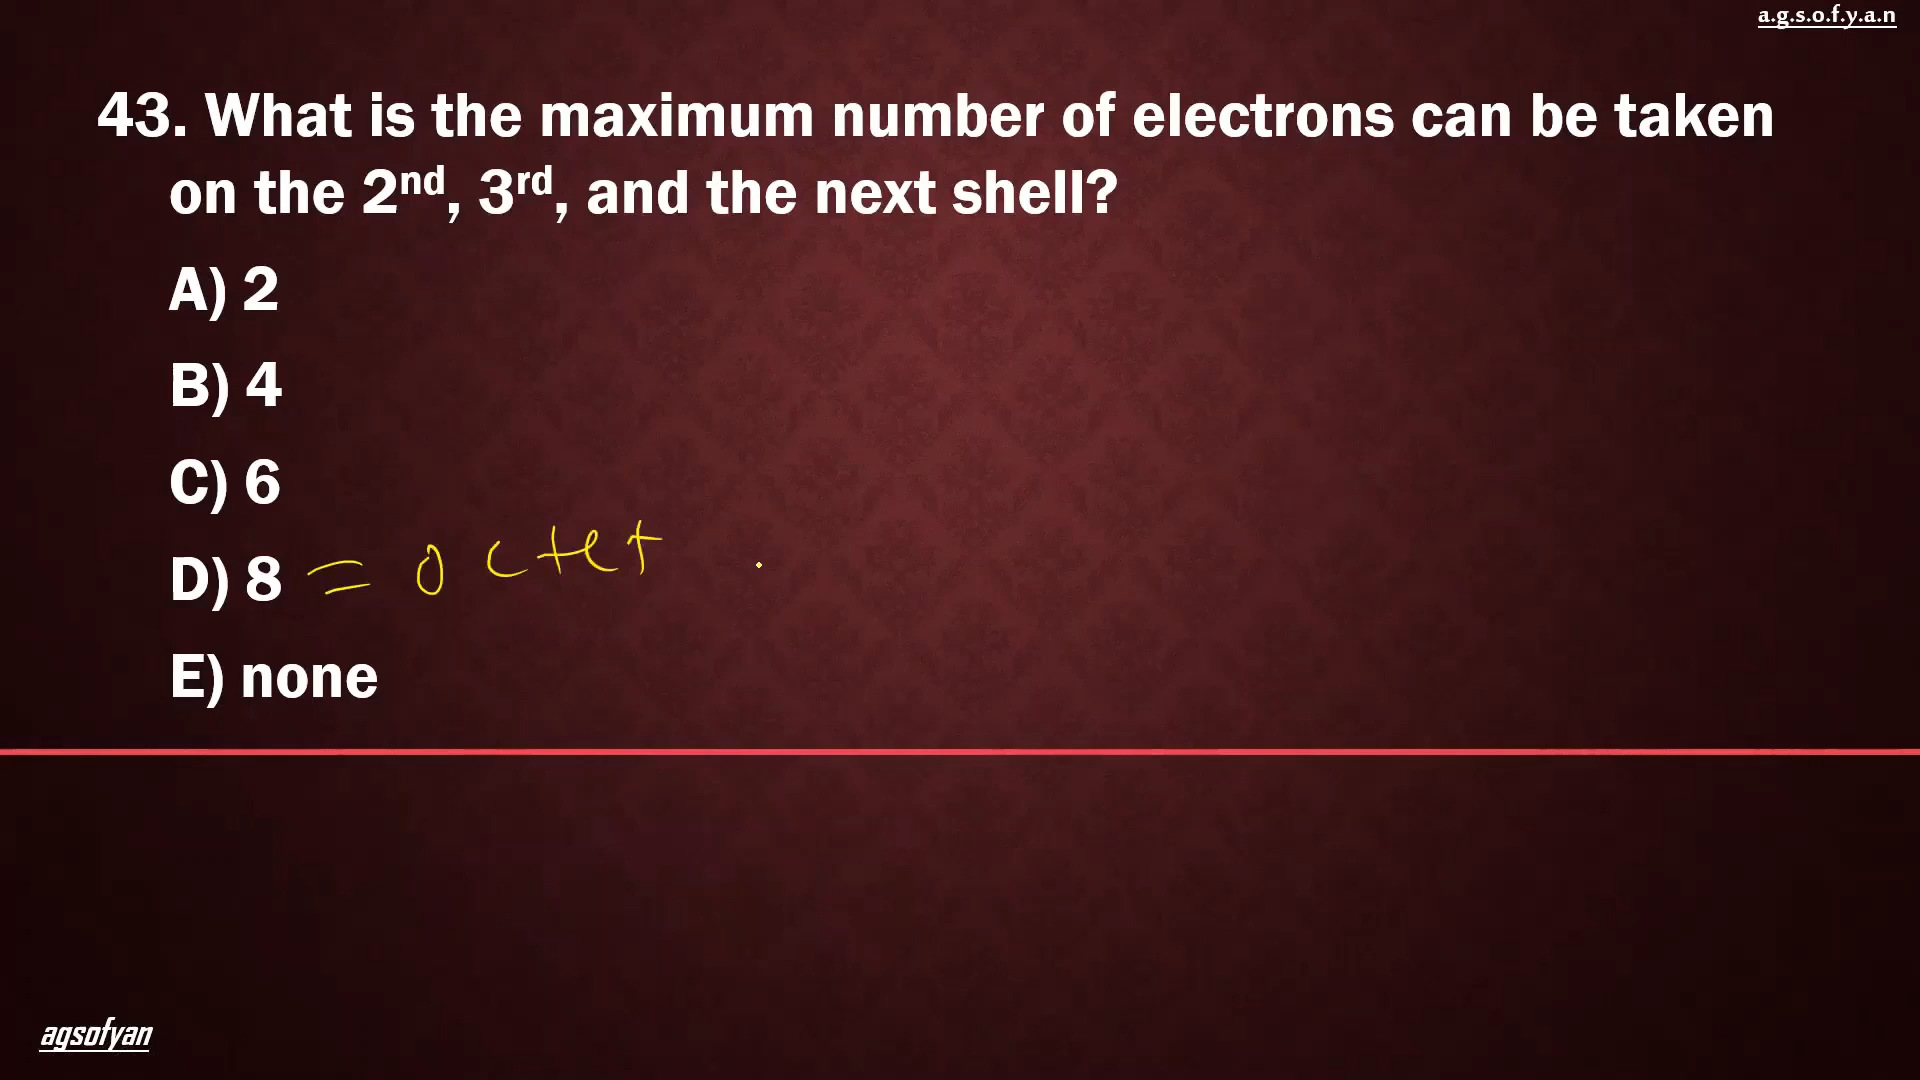 a.g.s.o.f.y.a.n
43. What is the maximum number of electrons can be taken
on the 2nd, 3rd, and the next shell?
A) 2
B) 4
C) 6
D) 8 = octet
E) none
agsofyan